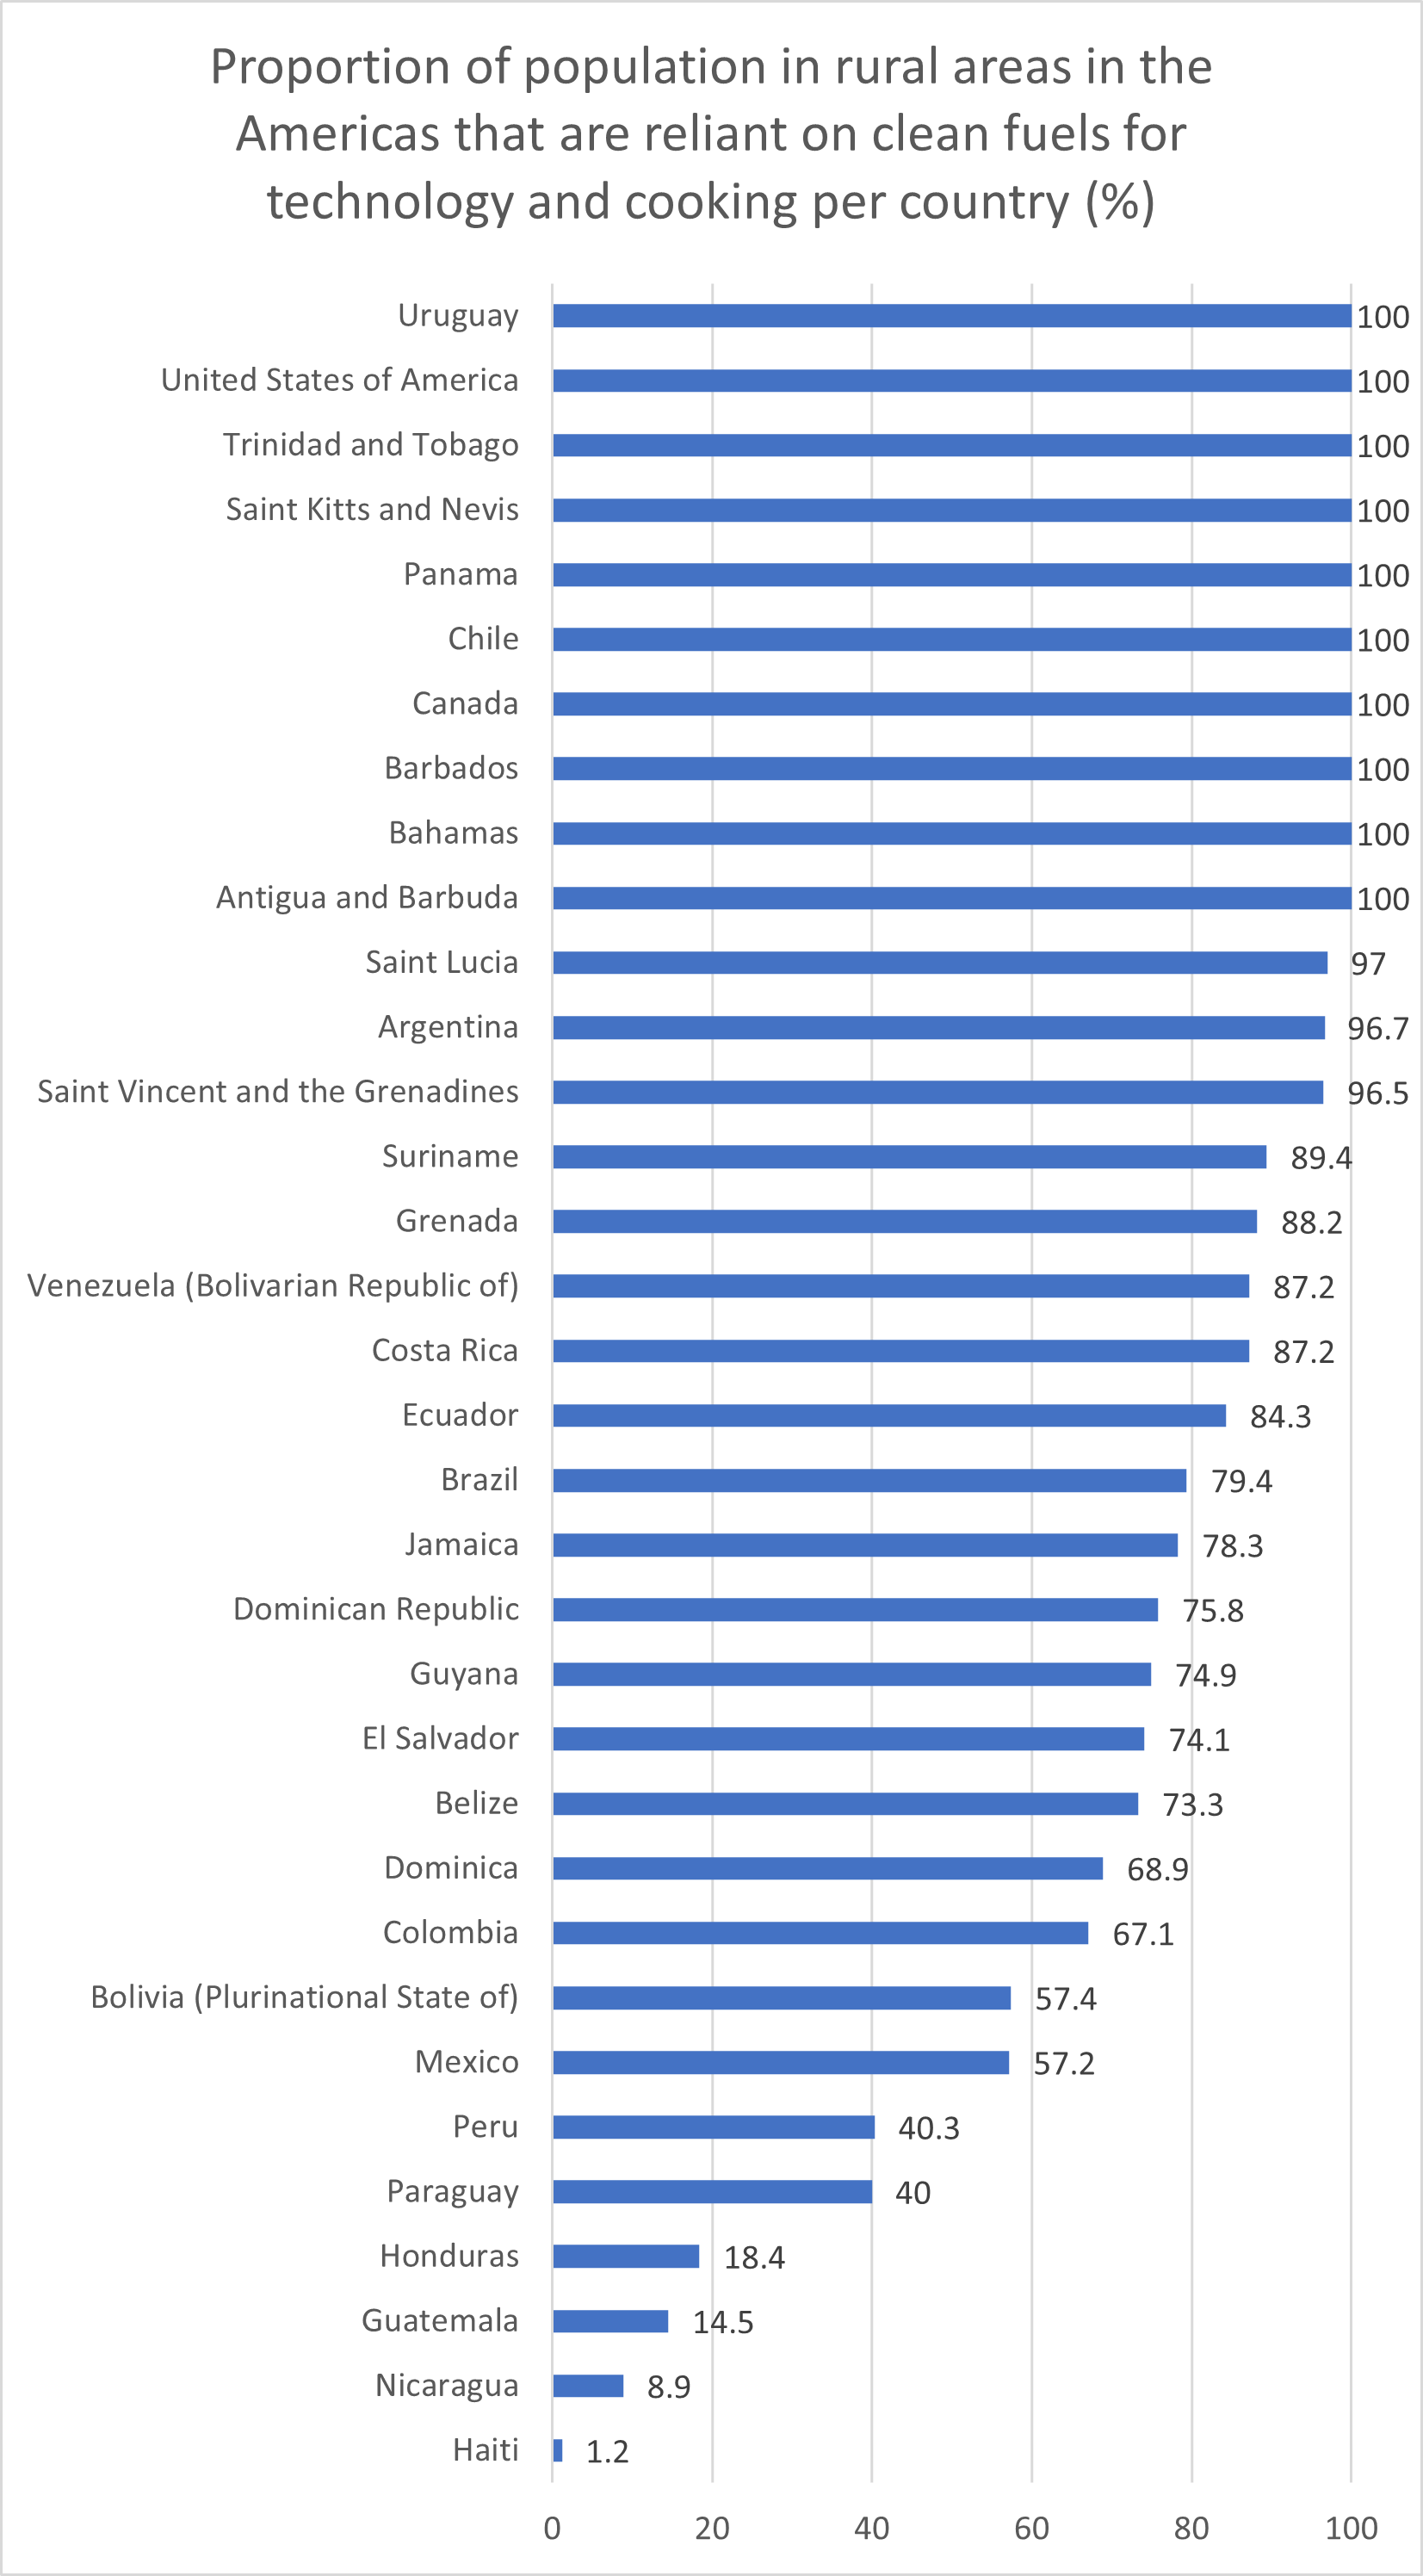 Proportion of population in rural areas in the
Americas that are reliant on clean fuels for
technology and cooking per country (%)
Uruguay 100
United States of America 100
Trinidad and Tobago 100
Saint Kitts and Nevis 100
Panama 100
Chile 100
Canada 100
Barbados 100
Bahamas 100
Antigua and Barbuda 100
Saint Lucia 97
Argentina 96.7
Saint Vincent and the Grenadines 96.5
Suriname 89.4
Grenada 88.2
Venezuela (Bolivarian Republic of) 87.2
Costa Rica 87.2
Ecuador 84.3
Brazil 79.4
Jamaica 78.3
Dominican Republic 75.8
Guyana 74.9
El Salvador 74.1
Belize 73.3
Dominica 68.9
Colombia 67.1
Bolivia (Plurinational State of) 57.4
Mexico 57.2
Peru 40.3
Paraguay 40
Honduras 18.4
Guatemala 14.5
Nicaragua 8.9
Haiti 1.2
0 20 40 60 80 100